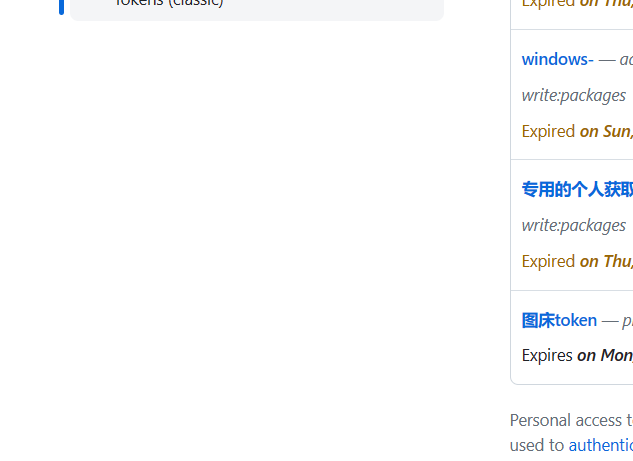 Tokens (classic)
Expired on Thu,
windows- —
write:packages
Expired on Sun,
专用的个人获取
write:packages
Expired on Thu,
图床token —
Expires on Mon,
Personal access
used to